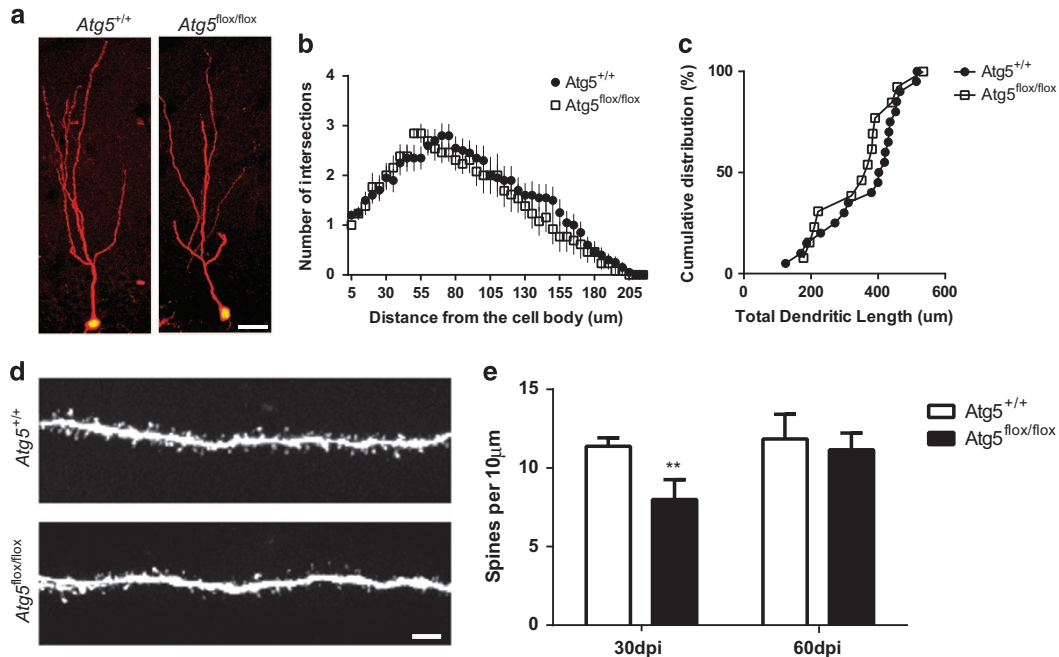 a
Atg5+/+
Atg5flox/flox
b
Number of intersections
4
3
2
1
0
5 30 55 80 105 130 155 180 205
Distance from the cell body (um)
Atg5+/+
Atg5flox/flox
c
Cumulative distribution (%)
100
50
0
0 200 400 600
Total Dendritic Length (um)
Atg5+/+
Atg5flox/flox
d
Atg5+/+
Atg5flox/flox
e
Spines per 10μm
15
10
5
0
**
30dpi 60dpi
Atg5+/+
Atg5flox/flox